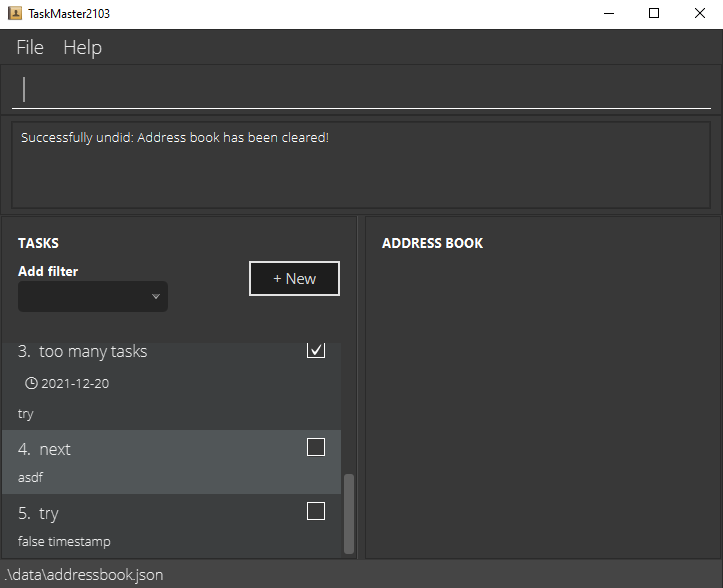 TaskMaster2103
File Help
Successfully undid: Address book has been cleared!
TASKS
Add filter
+ New
3. too many tasks
2021-12-20
try
4. next
asdf
5. try
false timestamp
ADDRESS BOOK
.\data\addressbook.json